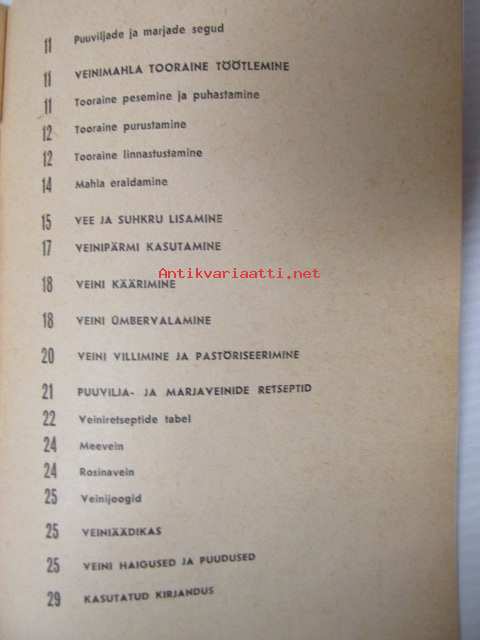 11 Puuviljade ja marjade segud
11 VEINIMAHLA TOORAINE TÖÖTLEMINE
11 Tooraine pesemine ja puhastamine
12 Tooraine purustamine
12 Tooraine linnastustamine
14 Mahla eraldamine
15 VEE JA SUHKRU LISAMINE
17 VEINIPÄRMI KASUTAMINE
Antikvariaatti.net
18 VEINI KÄÄRIMINE
18 VEINI ÜMBERVALAMINE
20 VEINI VILLIMINE JA PASTÖRISEERIMINE
21 PUUVILJA- JA MARJAVEINIDE RETSEPTID
22 Veiniretseptide tabel
24 Meevein
24 Rosinavein
25 Veinijoogid
25 VEINIÄÄDIKAS
25 VEINI HAIGUSED JA PUUDUSED
29 KASUTATUD KIRJANDUS